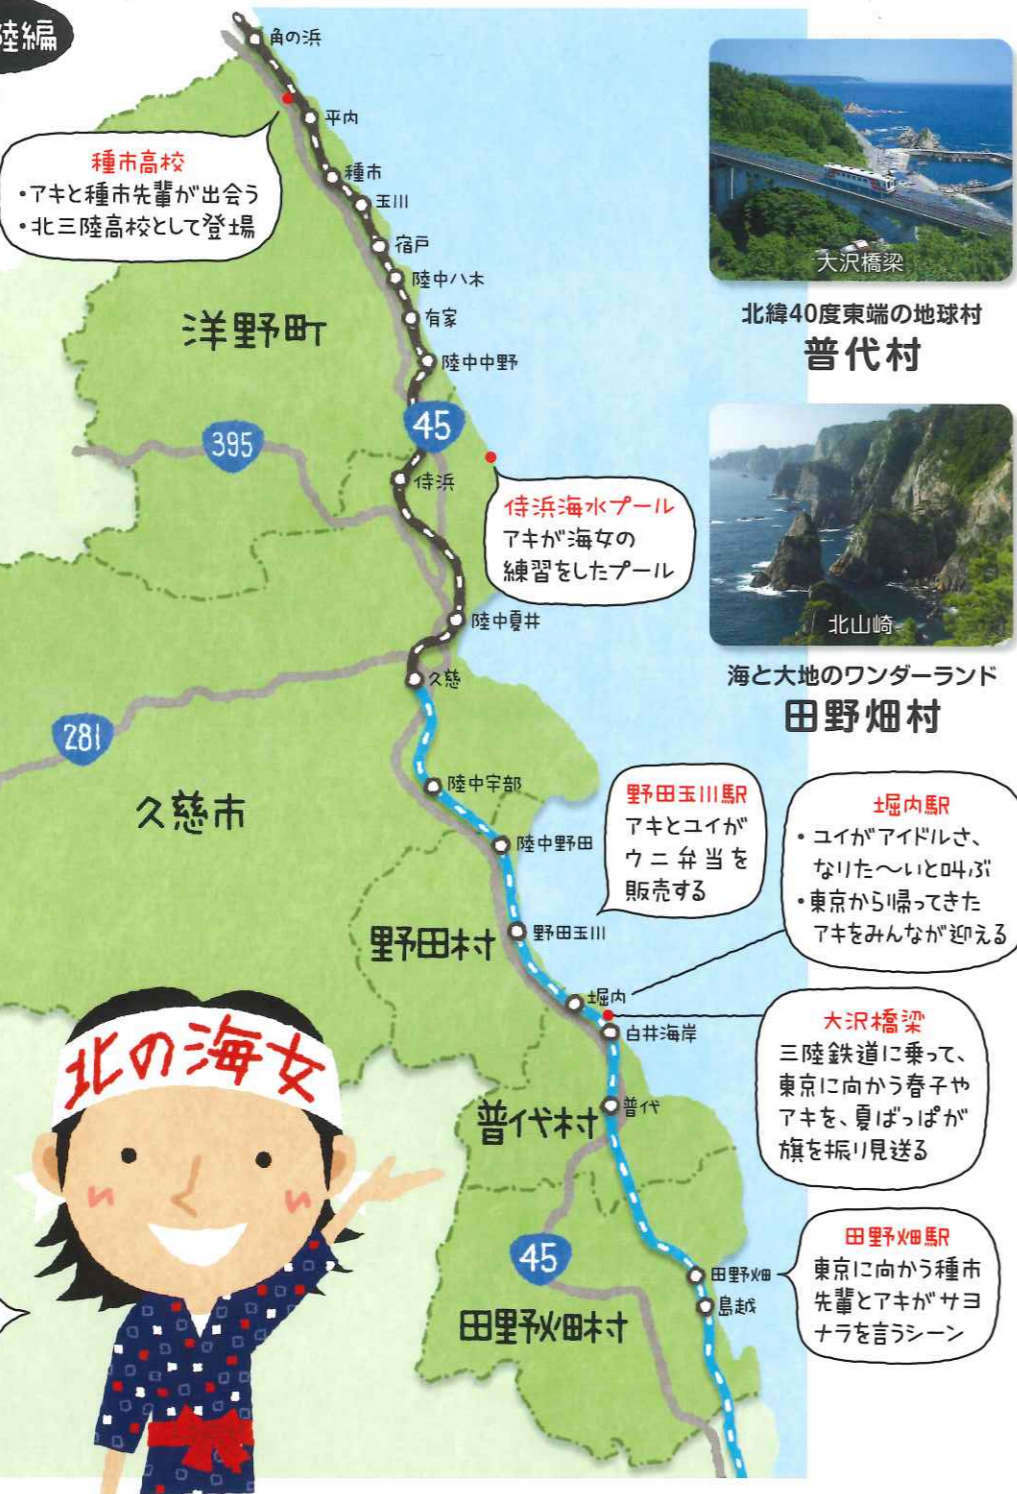 陸編
角の浜
平内
種市高校
・アキと種市先輩が出会う
・北三陸高校として登場
種市
玉川
宿戸
陸中八木
有家
陸中中野
洋野町
大沢橋梁
北緯40度東端の地球村
普代村
45
395
侍浜
侍浜海水プール
アキが海女の
練習をしたプール
陸中夏井
久慈
北山崎
海と大地のワンダーランド
田野畑村
281
久慈市
陸中宇部
陸中野田
野田玉川駅
アキとユイが
ウニ弁当を
販売する
堀内駅
・ユイがアイドルさ、
なりた〜いと叫ぶ
・東京から帰ってきた
アキをみんなが迎える
野田村
野田玉川
堀内
白井海岸
大沢橋梁
三陸鉄道に乗って、
東京に向かう春子や
アキを、夏ばっぱが
旗を振り見送る
北の海女
普代村
普代
45
田野畑
島越
田野畑駅
東京に向かう種市
先輩とアキがサヨ
ナラを言うシーン
田野畑村